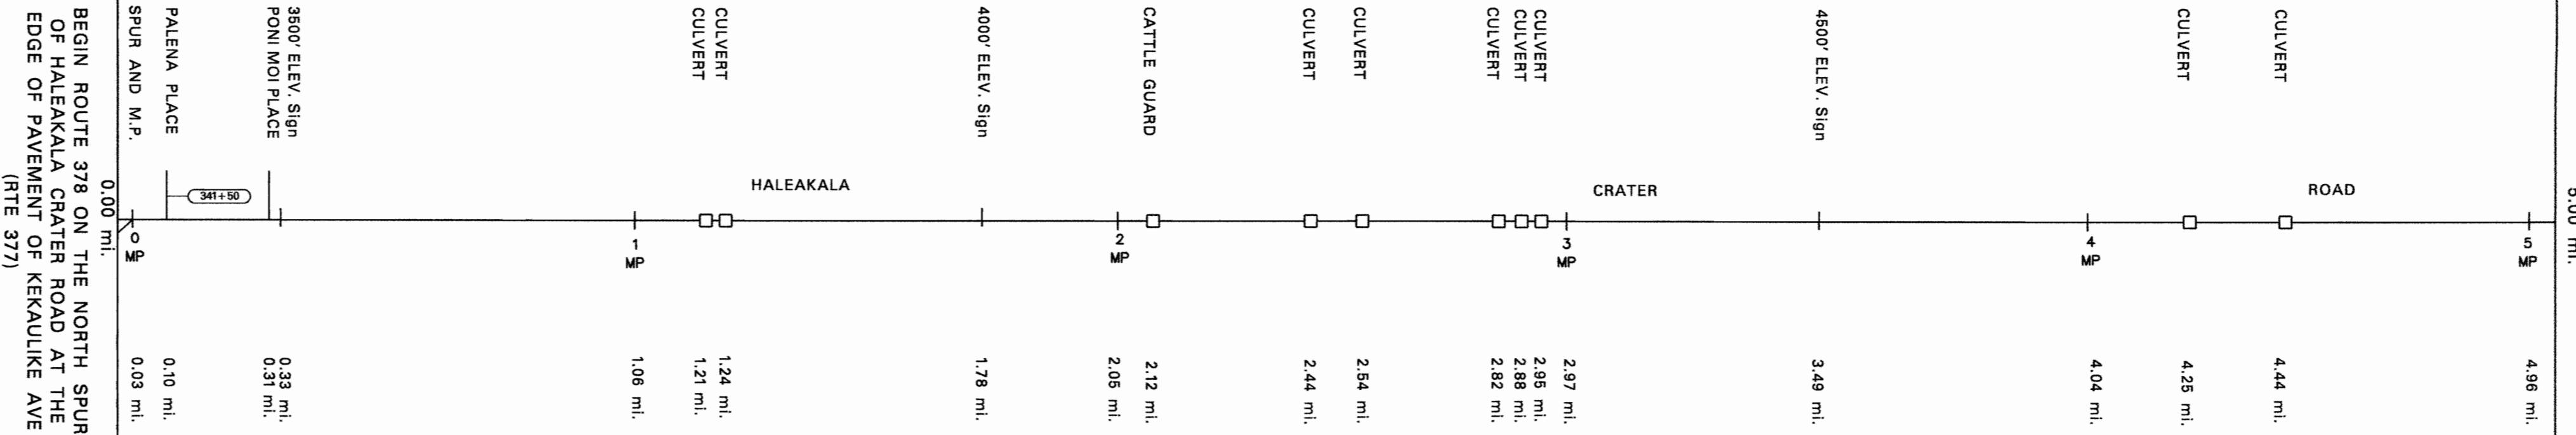 BEGIN ROUTE 378 ON THE NORTH SPUR
OF HALEAKALA CRATER ROAD AT THE
EDGE OF PAVEMENT OF KEKAULIKE AVE
(RTE 377)
0.00 mi.
SPUR AND M.P.
PALENA PLACE
PONI MOI PLACE
3500' ELEV. Sign
CULVERT
CULVERT
4000' ELEV. Sign
CATTLE GUARD
CULVERT
CULVERT
CULVERT
CULVERT
CULVERT
4500' ELEV. Sign
CULVERT
CULVERT
5.00 mi.
341+50
HALEAKALA
CRATER
ROAD
0
MP
1
MP
2
MP
3
MP
4
MP
5
MP
0.03 mi.
0.10 mi.
0.31 mi.
0.33 mi.
1.06 mi.
1.21 mi.
1.24 mi.
1.78 mi.
2.05 mi.
2.12 mi.
2.44 mi.
2.54 mi.
2.82 mi.
2.88 mi.
2.95 mi.
2.97 mi.
3.49 mi.
4.04 mi.
4.25 mi.
4.44 mi.
4.96 mi.